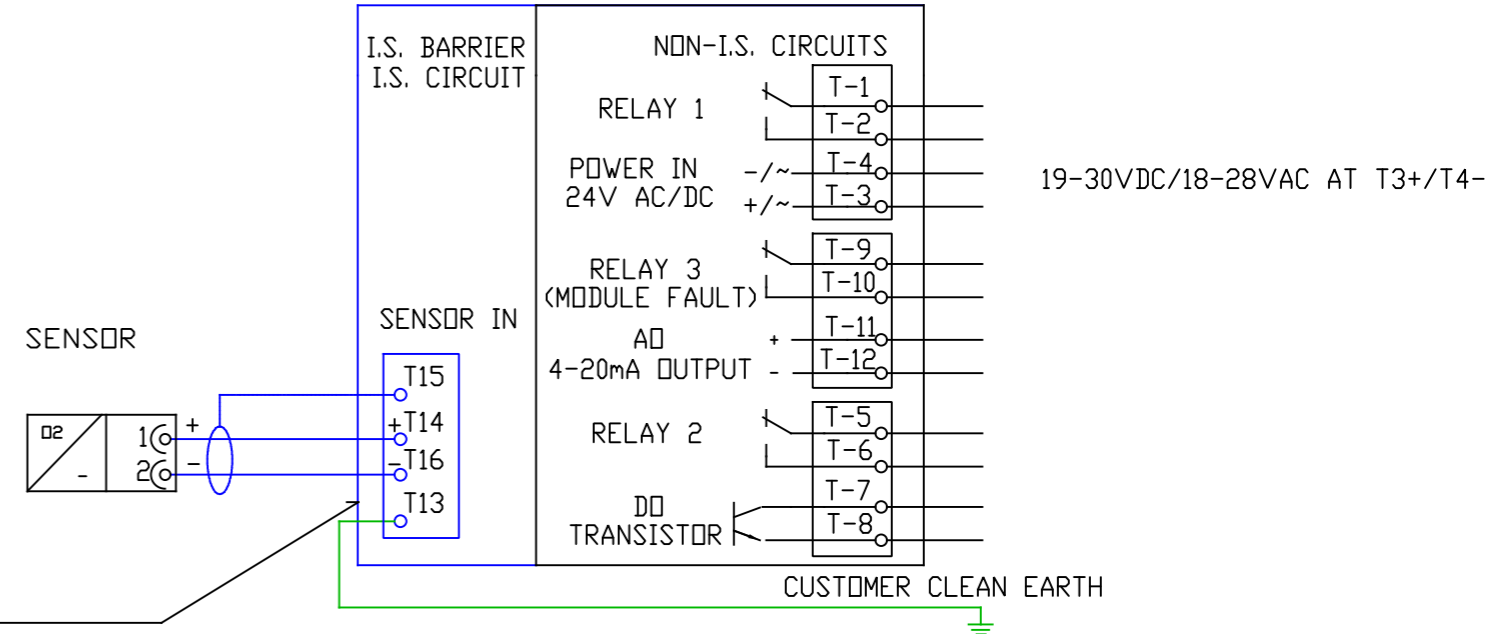 I.S. BARRIER
I.S. CIRCUIT
NON-I.S. CIRCUITS
RELAY 1
T-1
T-2
POWER IN
24V AC/DC
-/~
T-4
+/~
T-3
19-30VDC/18-28VAC AT T3+/T4-
RELAY 3
(MODULE FAULT)
T-9
T-10
AO
4-20mA OUTPUT
+
T-11
-
T-12
RELAY 2
T-5
T-6
DO
TRANSISTOR
T-7
T-8
SENSOR IN
T15
+T14
-T16
T13
SENSOR
O2
-
1
+
2
-
CUSTOMER CLEAN EARTH